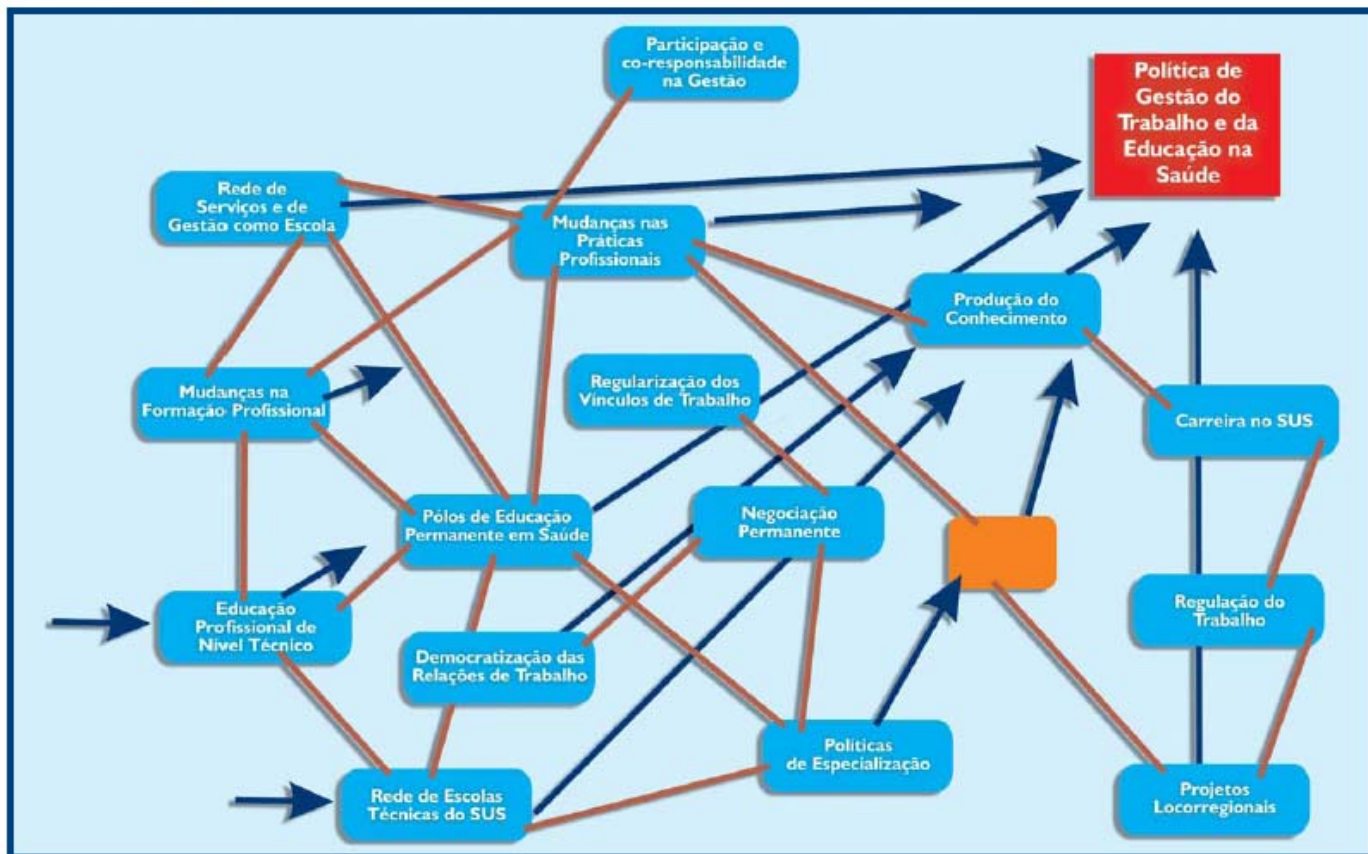 Participação e
co-responsabilidade
na Gestão
Política de
Gestão do
Trabalho e da
Educação na
Saúde
Rede de
Serviços e de
Gestão como Escola
Mudanças nas
Práticas
Profissionais
Produção do
Conhecimento
Mudanças na
Formação Profissional
Regularização dos
Vínculos de Trabalho
Carreira no SUS
Pólos de Educação
Permanente em Saúde
Negociação
Permanente
Educação
Profissional de
Nível Técnico
Regulação do
Trabalho
Democratização das
Relações de Trabalho
Políticas
de Especialização
Rede de Escolas
Técnicas do SUS
Projetos
Locorregionais